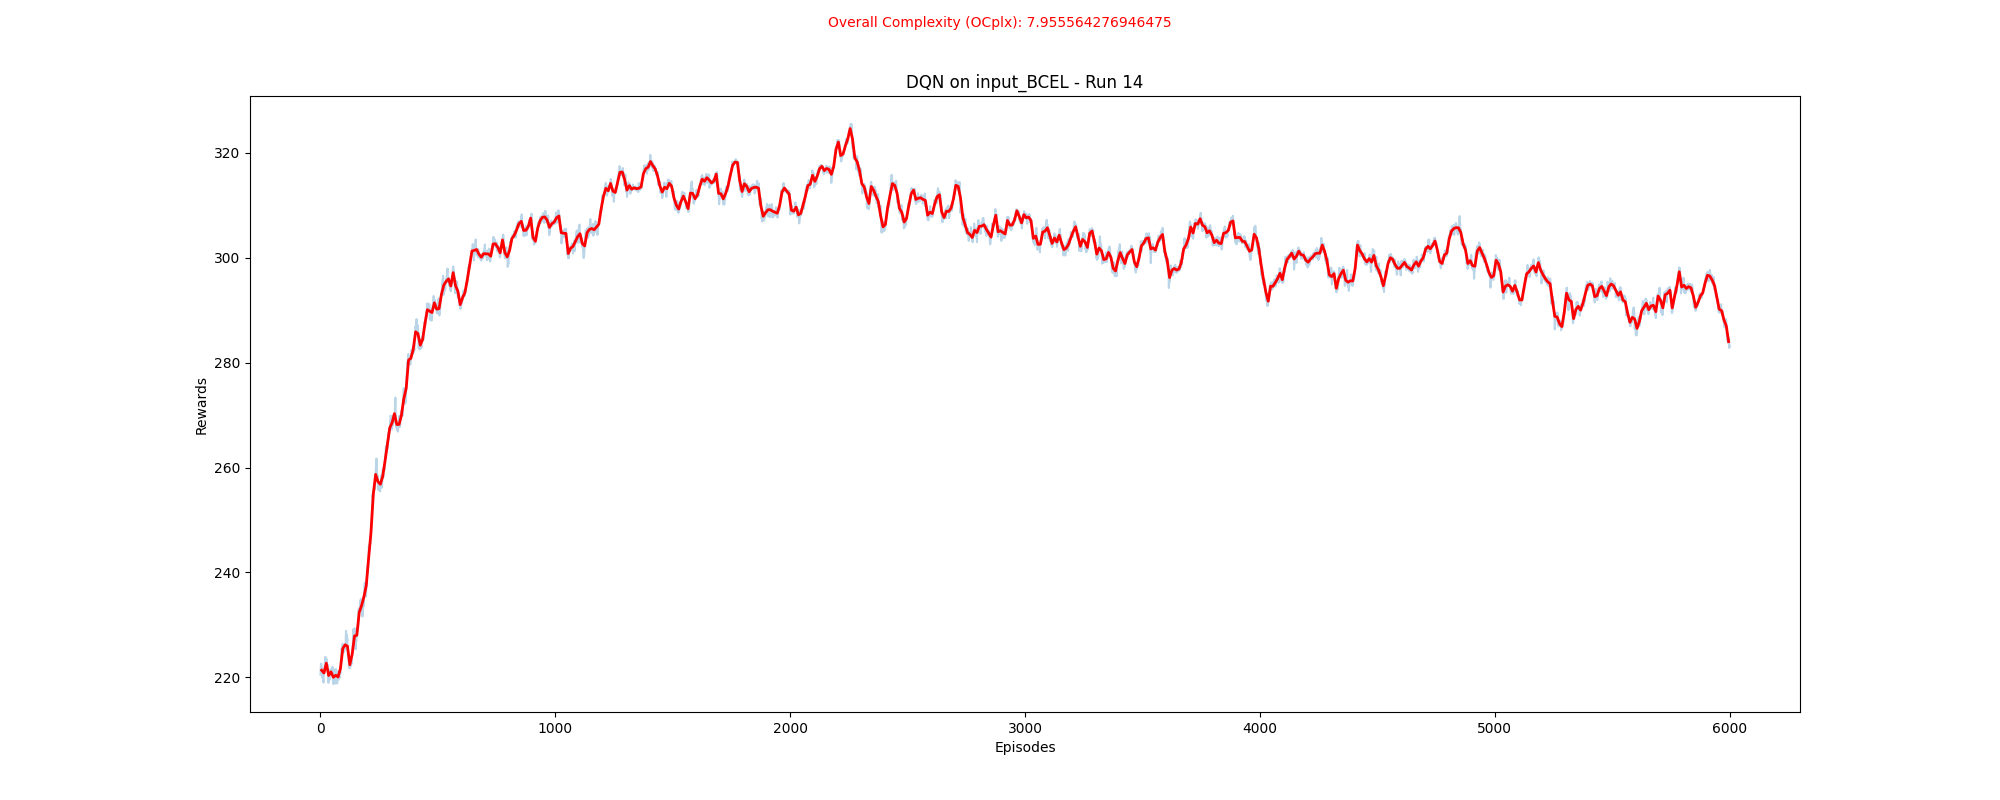 Overall Complexity (OCplx): 7.955564276946475
DQN on input_BCEL - Run 14
320
300
280
260
240
220
Rewards
0 1000 2000 3000 4000 5000 6000
Episodes